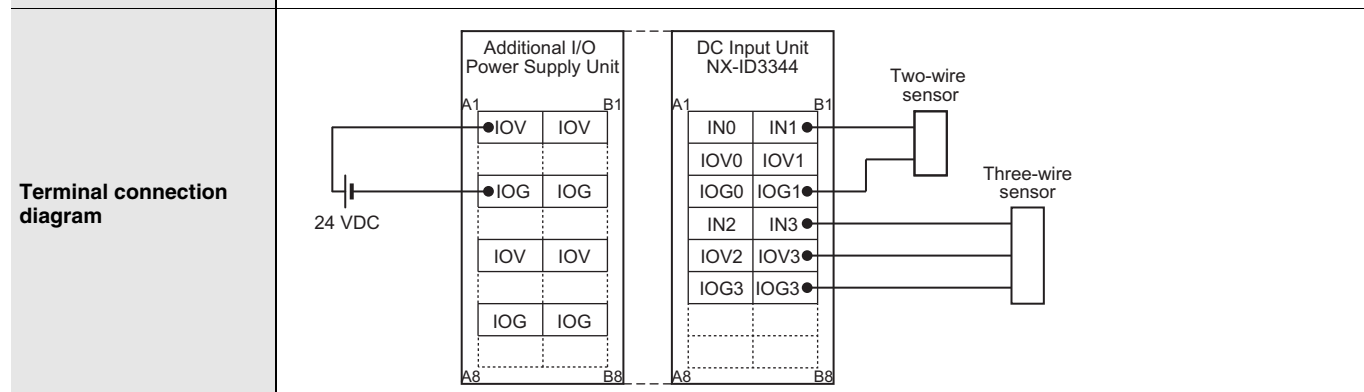 Terminal connection
diagram
Additional I/O
Power Supply Unit
A1 B1
IOV IOV
IOG IOG
IOV IOV
IOG IOG
A8 B8
24 VDC
DC Input Unit
NX-ID3344
A1 B1
IN0 IN1
IOV0 IOV1
IOG0 IOG1
IN2 IN3
IOV2 IOV3
IOG3 IOG3
A8 B8
Two-wire
sensor
Three-wire
sensor